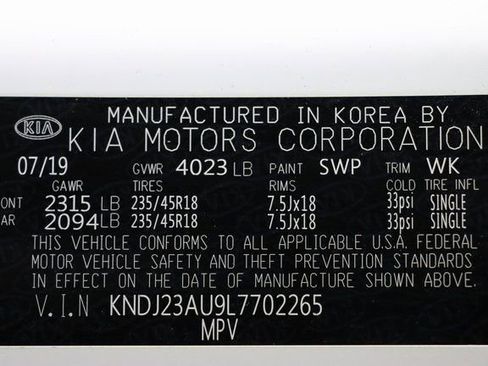 MANUFACTURED IN KOREA BY
KIA KIA MOTORS CORPORATION
07/19 GVWR 4023 LB PAINT SWP TRIM WK
GAWR TIRES RIMS COLD TIRE INFL
ONT 2315 LB 235/45R18 7.5Jx18 33psi SINGLE
AR 2094 LB 235/45R18 7.5Jx18 33psi SINGLE
THIS VEHICLE CONFORMS TO ALL APPLICABLE U.S.A. FEDERAL
MOTOR VEHICLE SAFETY AND THEFT PREVENTION STANDARDS
IN EFFECT ON THE DATE OF MANUFACTURE SHOWN ABOVE.
V.I.N KNDJ23AU9L7702265
MPV